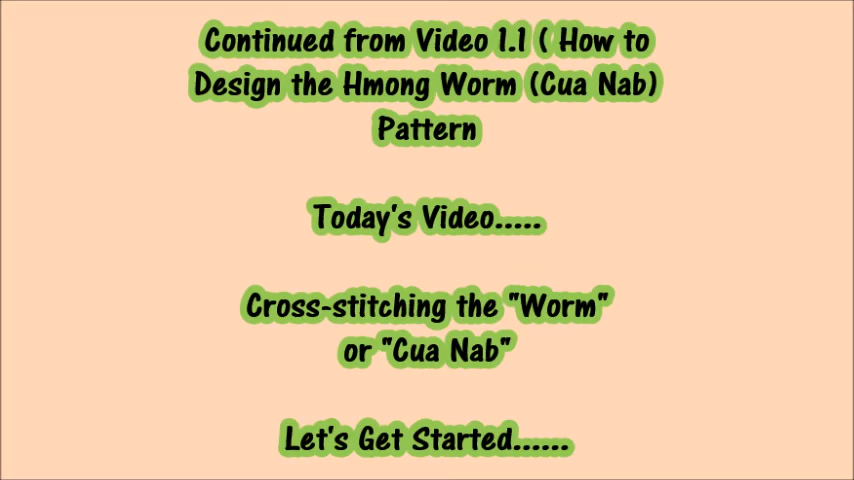 Continued from Video 1.1 ( How to
Design the Hmong Worm (Cua Nab)
Pattern
Today's Video.....
Cross-stitching the "Worm"
or "Cua Nab"
Let's Get Started......